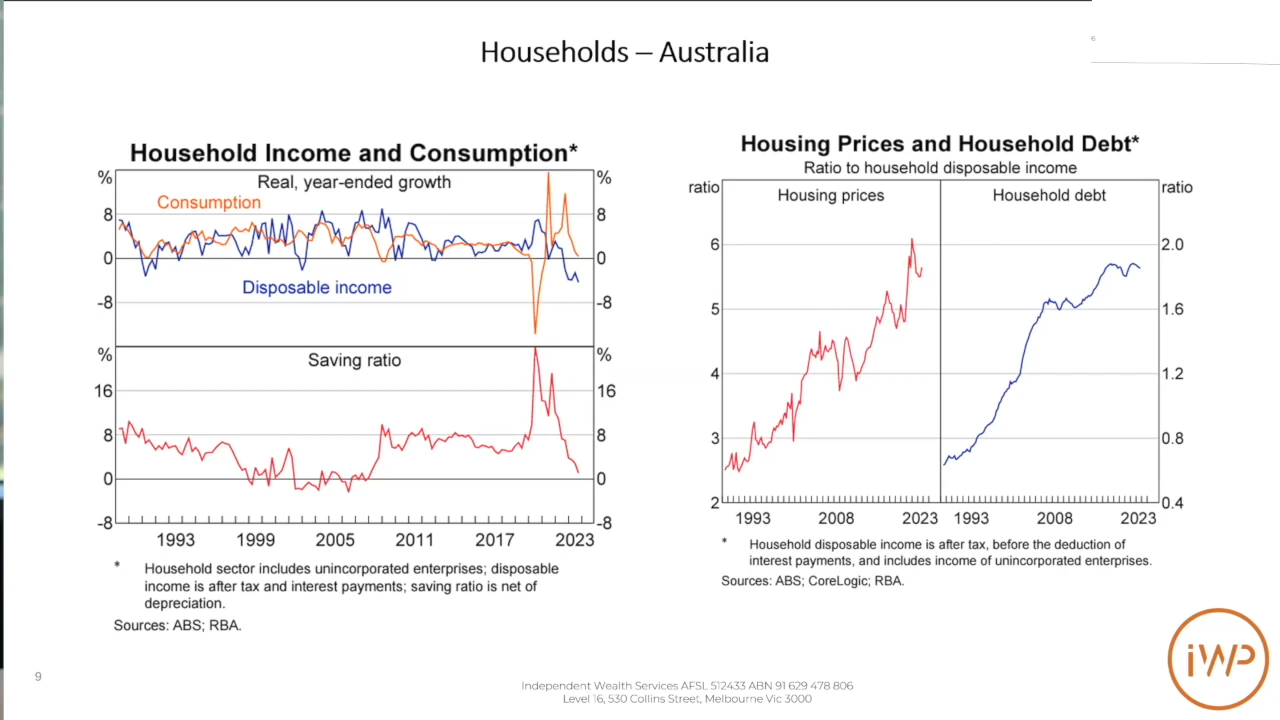 6
Households – Australia
Household Income and Consumption*
% Real, year-ended growth %
Consumption
8 8
0 0
Disposable income
-8 -8
% Saving ratio %
16 16
8 8
0 0
-8 -8
1993 1999 2005 2011 2017 2023
* Household sector includes unincorporated enterprises; disposable
income is after tax and interest payments; saving ratio is net of
depreciation.
Sources: ABS; RBA.
Housing Prices and Household Debt*
Ratio to household disposable income
ratio Housing prices Household debt ratio
6 2.0
5 1.6
4 1.2
3 0.8
2 0.4
1993 2008 2023 1993 2008 2023
* Household disposable income is after tax, before the deduction of
interest payments, and includes income of unincorporated enterprises.
Sources: ABS; CoreLogic; RBA.
iWP
9
Independent Wealth Services AFSL 512433 ABN 91 629 478 806
Level 16, 530 Collins Street, Melbourne Vic 3000